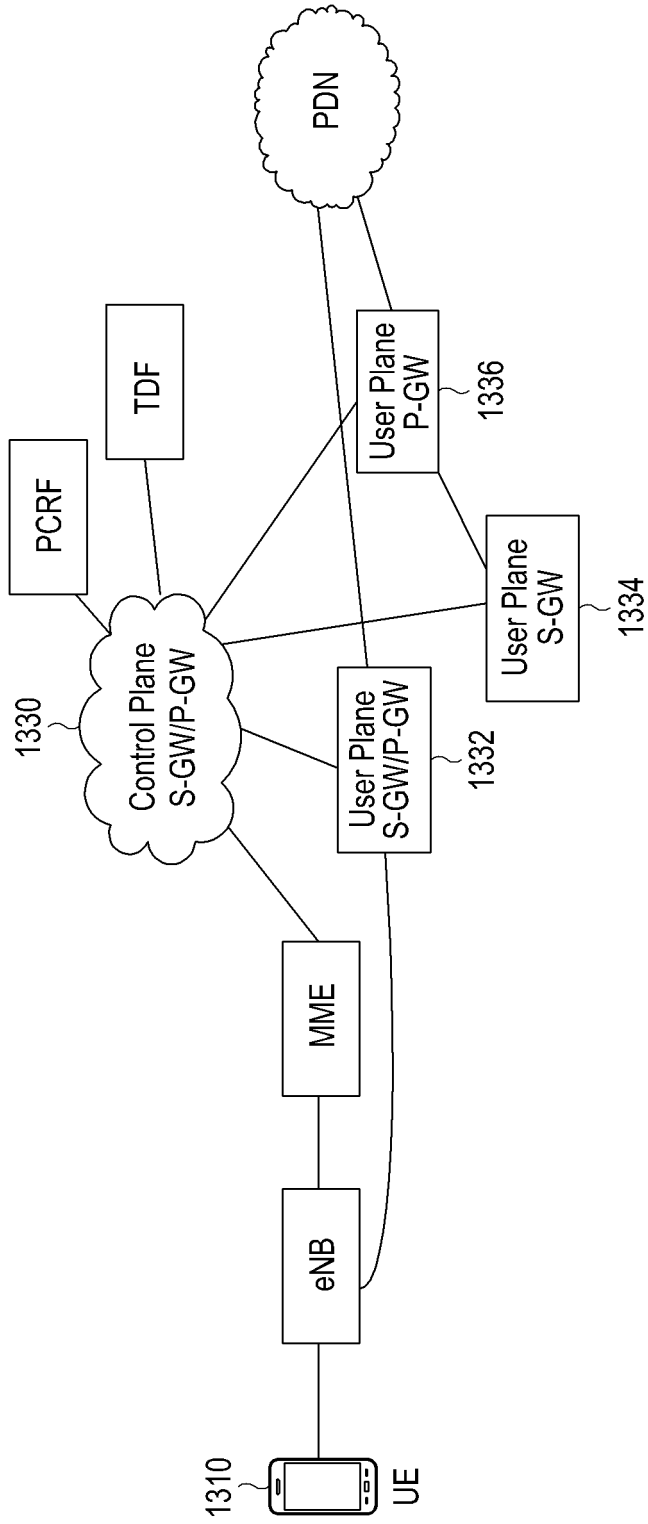 1310
UE
eNB
MME
1330
Control Plane
S-GW/P-GW
PCRF
TDF
User Plane
S-GW/P-GW
1332
User Plane
S-GW
1334
User Plane
P-GW
1336
PDN